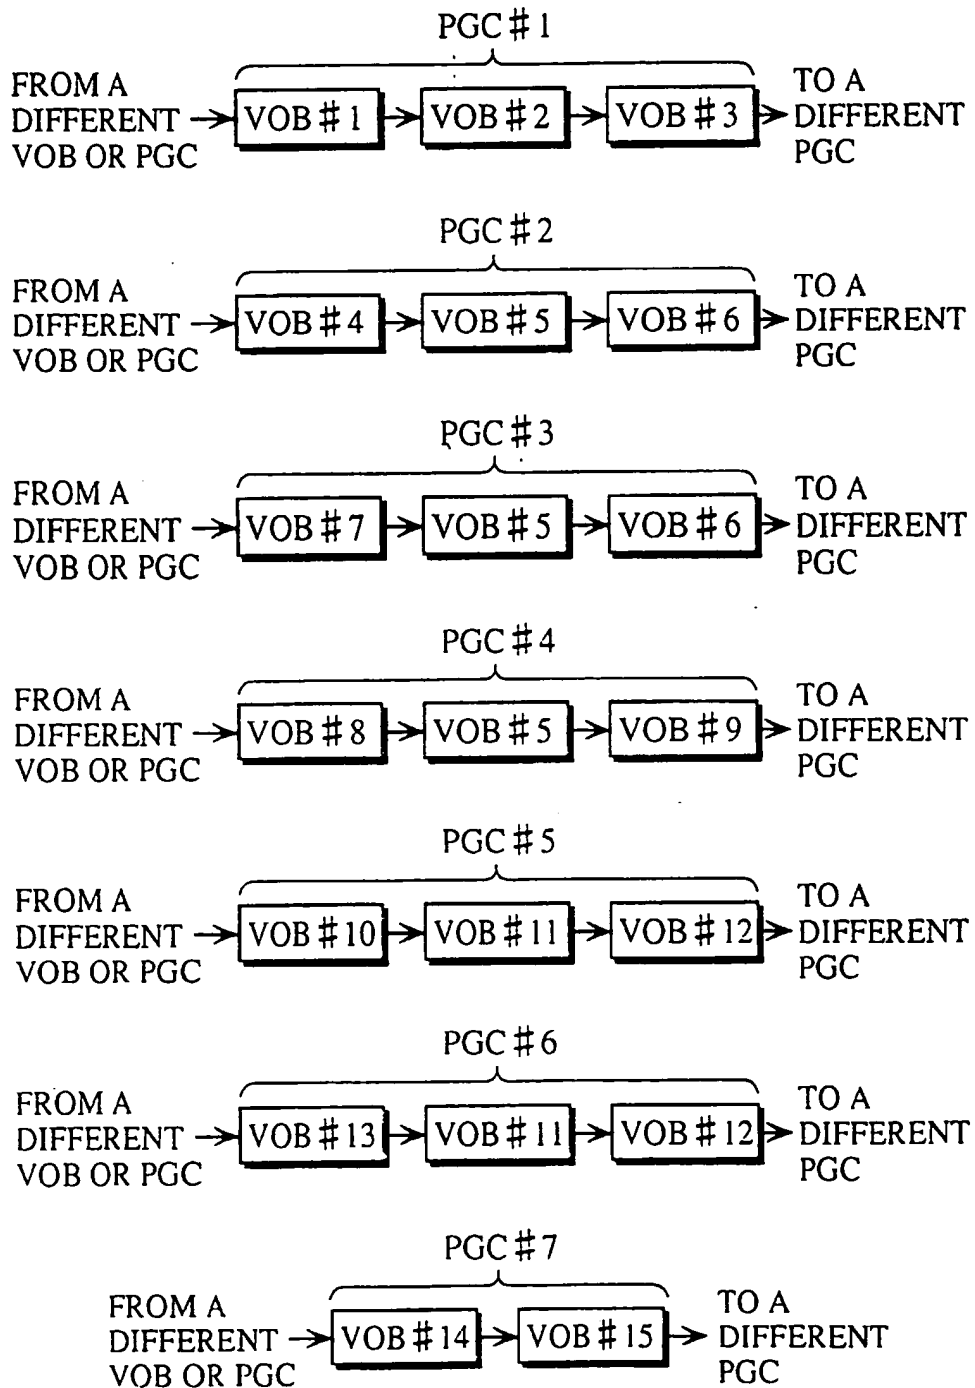 PGC#1
FROM A
DIFFERENT
VOB OR PGC
VOB#1
VOB#2
VOB#3
TO A
DIFFERENT
PGC
PGC#2
FROM A
DIFFERENT
VOB OR PGC
VOB#4
VOB#5
VOB#6
TO A
DIFFERENT
PGC
PGC#3
FROM A
DIFFERENT
VOB OR PGC
VOB#7
VOB#5
VOB#6
TO A
DIFFERENT
PGC
PGC#4
FROM A
DIFFERENT
VOB OR PGC
VOB#8
VOB#5
VOB#9
TO A
DIFFERENT
PGC
PGC#5
FROM A
DIFFERENT
VOB OR PGC
VOB#10
VOB#11
VOB#12
TO A
DIFFERENT
PGC
PGC#6
FROM A
DIFFERENT
VOB OR PGC
VOB#13
VOB#11
VOB#12
TO A
DIFFERENT
PGC
PGC#7
FROM A
DIFFERENT
VOB OR PGC
VOB#14
VOB#15
TO A
DIFFERENT
PGC